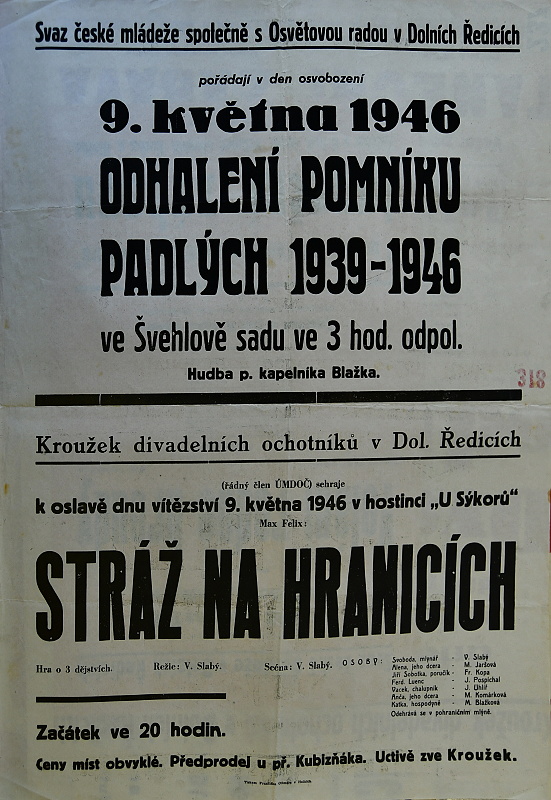 Svaz české mládeže společně s Osvětovou radou v Dolních Ředicích
pořádají v den osvobození
9. května 1946
ODHALENÍ POMNÍKU
PADLÝCH 1939-1946
ve Švehlově sadu ve 3 hod. odpol.
Hudba p. kapelníka Blažka.
318
Kroužek divadelních ochotníků v Dol. Ředicích
(řádný člen ÚMDOČ) sehraje
k oslavě dnu vítězství 9. května 1946 v hostinci „U Sýkorů“
Max Felix:
STRÁŽ NA HRANICÍCH
Hra o 3 dějstvích. Režie: V. Slabý. Scéna: V. Slabý. OSOBY:
Svoboda, mlynář - V. Slabý
Alena, jeho dcera - M. Jaršová
Jiří Sobotka, poručík - Fr. Kopa
Ferd. Luenc - J. Pospíchal
Vacek, chalupník - J. Uhlíř
Anča, jeho dcera - M. Komárková
Katka, hospodyně - M. Blažková
Odehrává se v pohraničním mlýně.
Začátek ve 20 hodin.
Ceny míst obvyklé. Předprodej u př. Kubizňáka. Uctivě zve Kroužek.